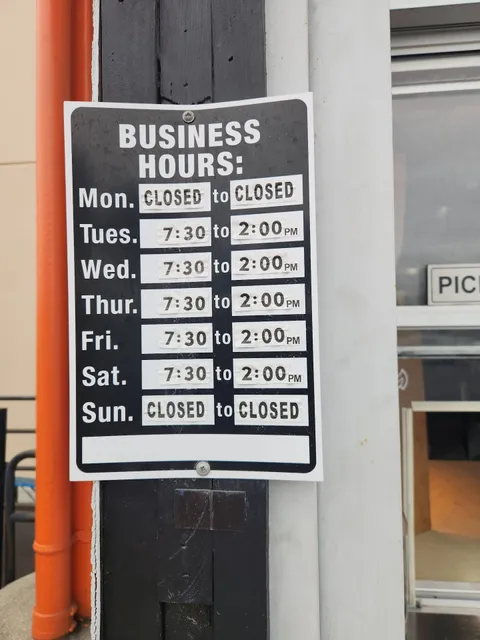 BUSINESS
HOURS:
Mon. CLOSED to CLOSED
Tues. 7:30 to 2:00 PM
Wed. 7:30 to 2:00 PM
Thur. 7:30 to 2:00 PM
Fri. 7:30 to 2:00 PM
Sat. 7:30 to 2:00 PM
Sun. CLOSED to CLOSED